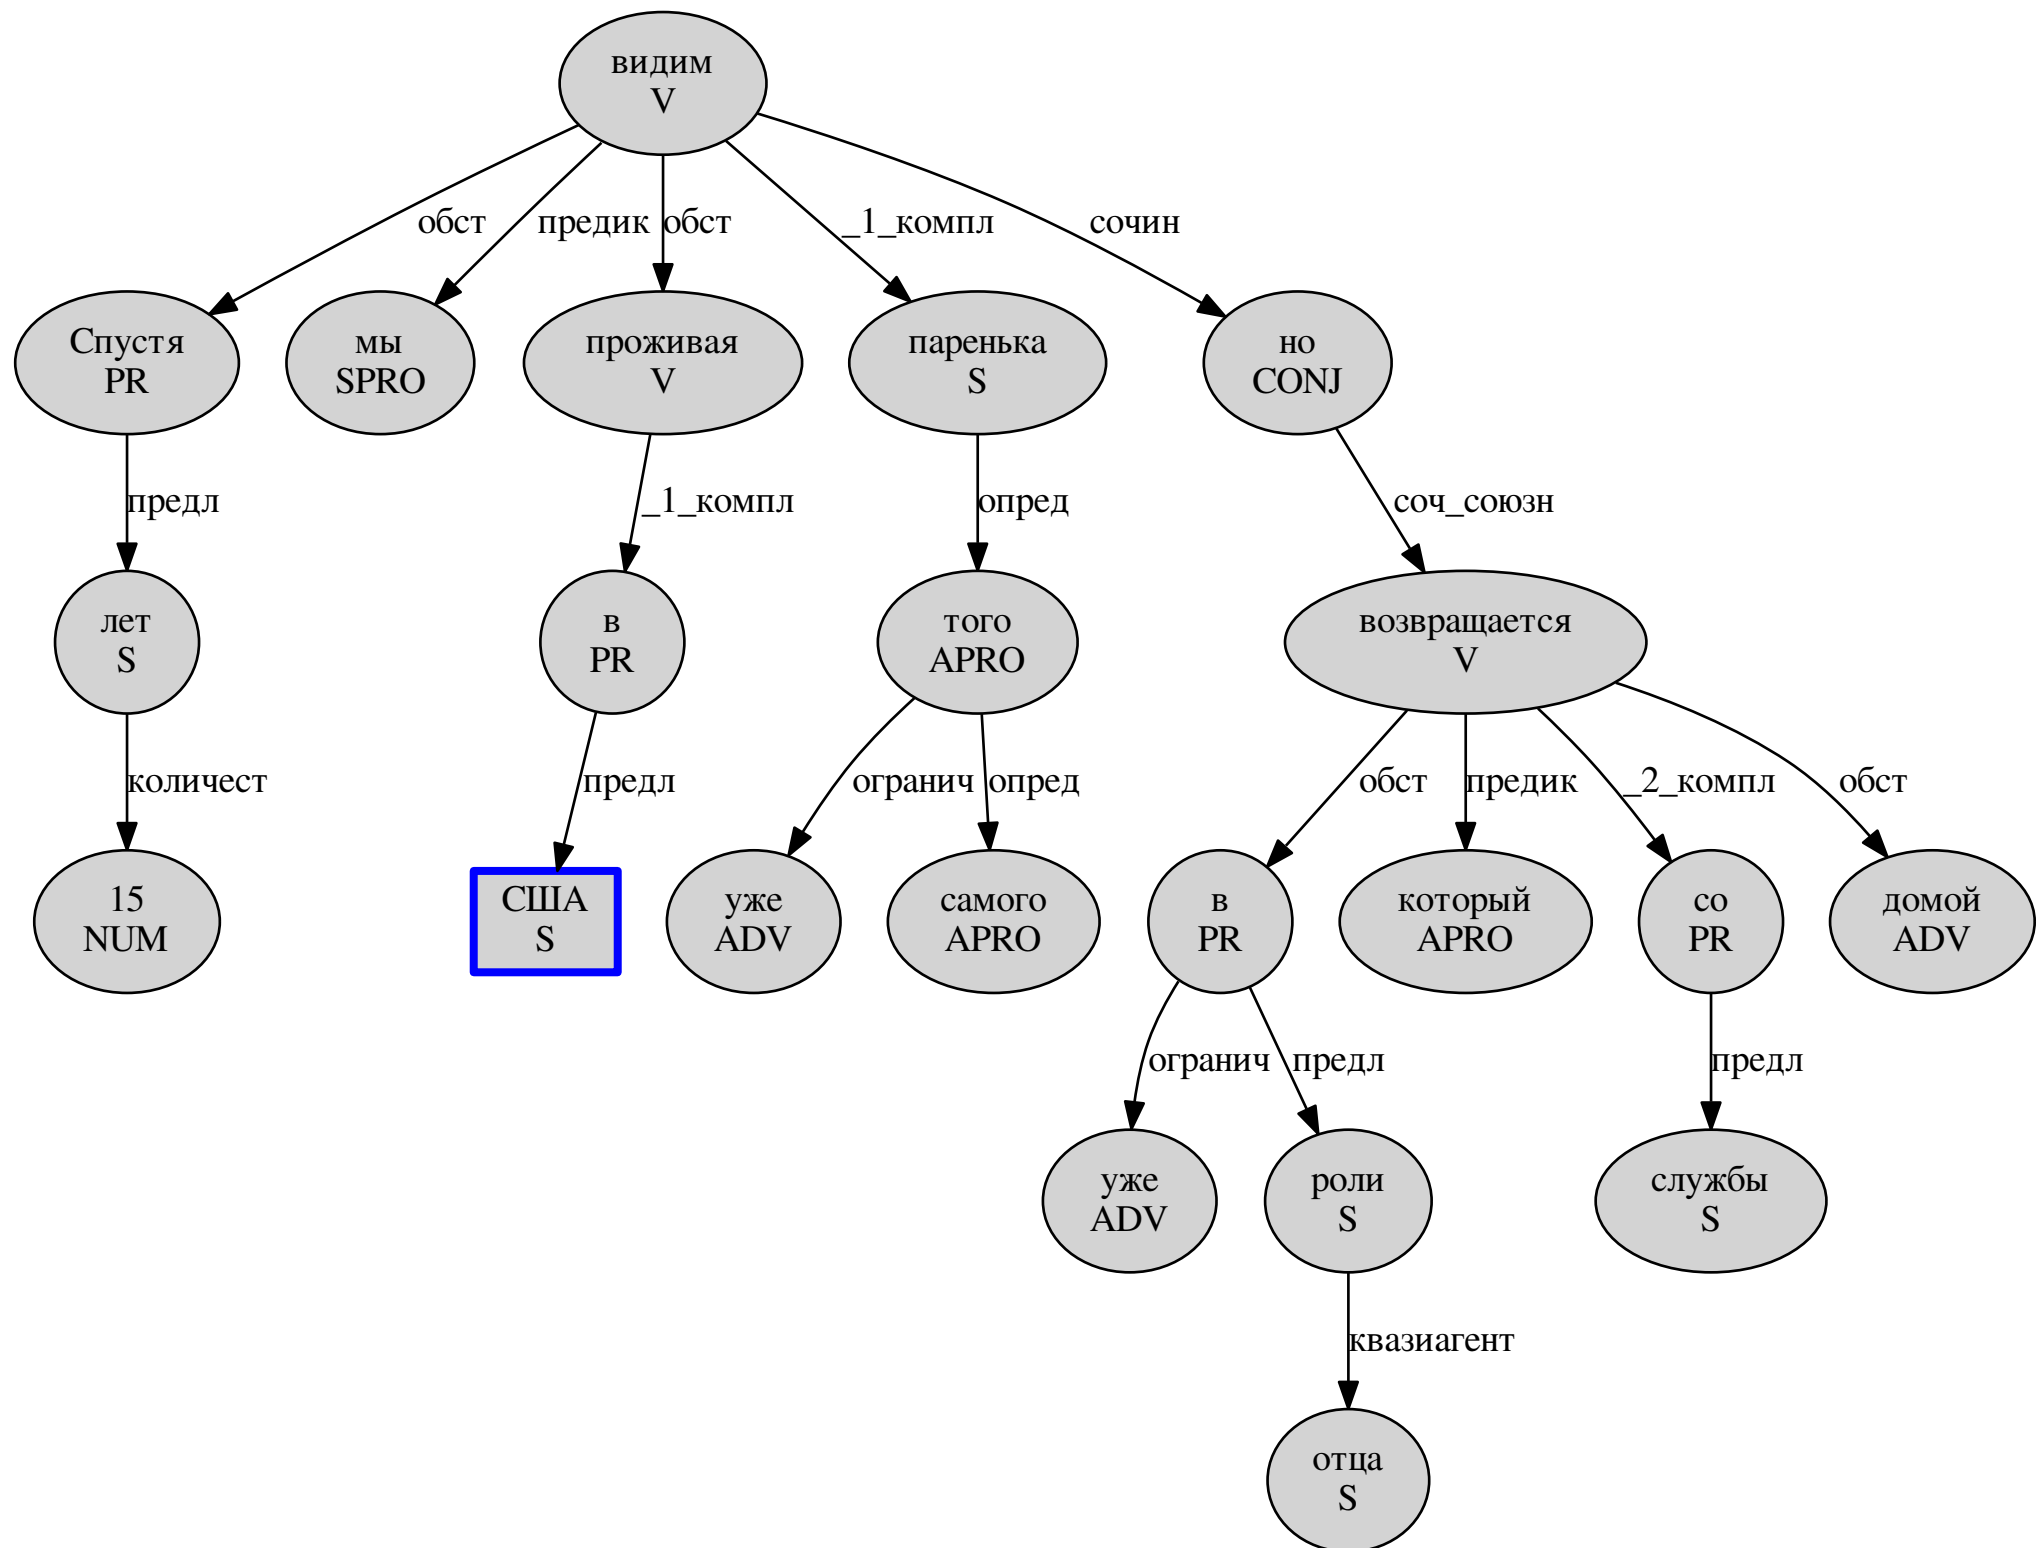 видим
V
обст
предик
обст
_1_компл
сочин
Спустя
PR
мы
SPRO
проживая
V
паренька
S
но
CONJ
предл
_1_компл
опред
соч_союзн
лет
S
в
PR
того
APRO
возвращается
V
количест
предл
огранич
опред
обст
предик
_2_компл
обст
15
NUM
США
S
уже
ADV
самого
APRO
в
PR
который
APRO
со
PR
домой
ADV
огранич
предл
предл
уже
ADV
роли
S
службы
S
квазиагент
отца
S